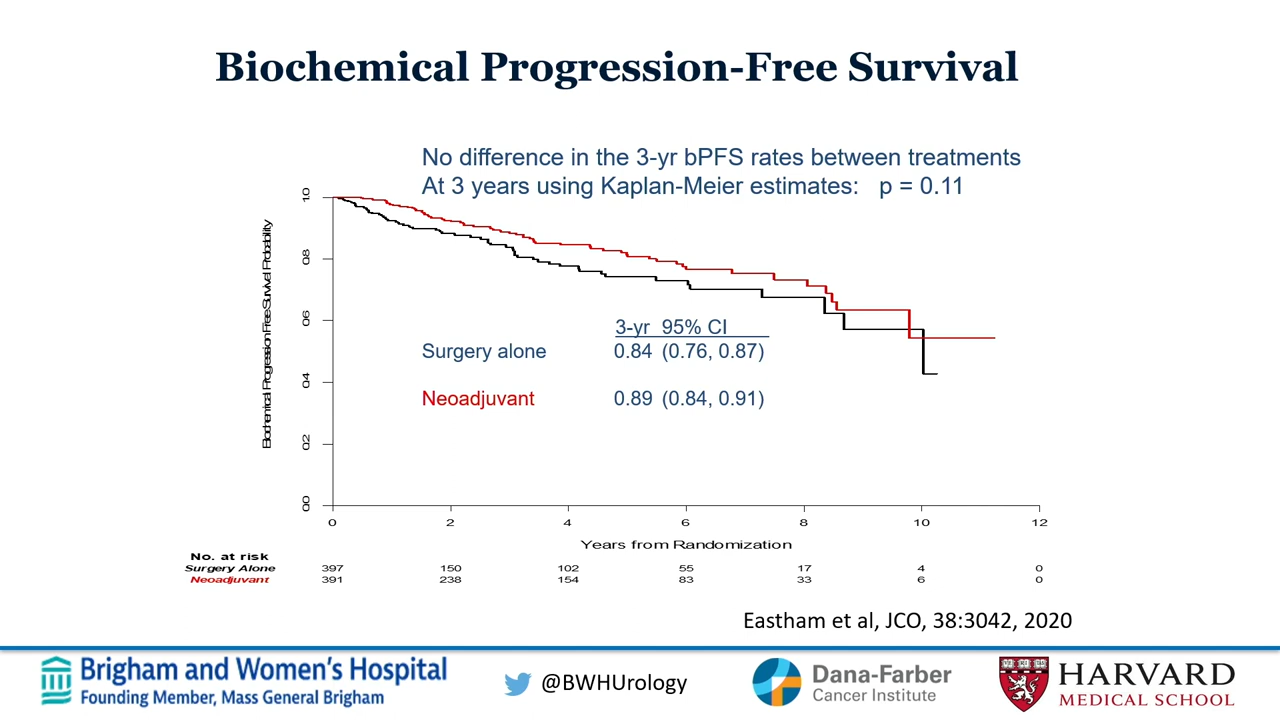 Biochemical Progression-Free Survival
No difference in the 3-yr bPFS rates between treatments
At 3 years using Kaplan-Meier estimates: p = 0.11
Biochemical Progression Free Survival Probability
1.0
0.8
0.6
0.4
0.2
0.0
3-yr 95% CI
Surgery alone 0.84 (0.76, 0.87)
Neoadjuvant 0.89 (0.84, 0.91)
0 2 4 6 8 10 12
Years from Randomization
No. at risk
Surgery Alone 397 150 102 55 17 4 0
Neoadjuvant 391 238 154 83 33 6 0
Eastham et al, JCO, 38:3042, 2020
Brigham and Women's Hospital
Founding Member, Mass General Brigham
@BWHUrology
Dana-Farber
Cancer Institute
HARVARD
MEDICAL SCHOOL